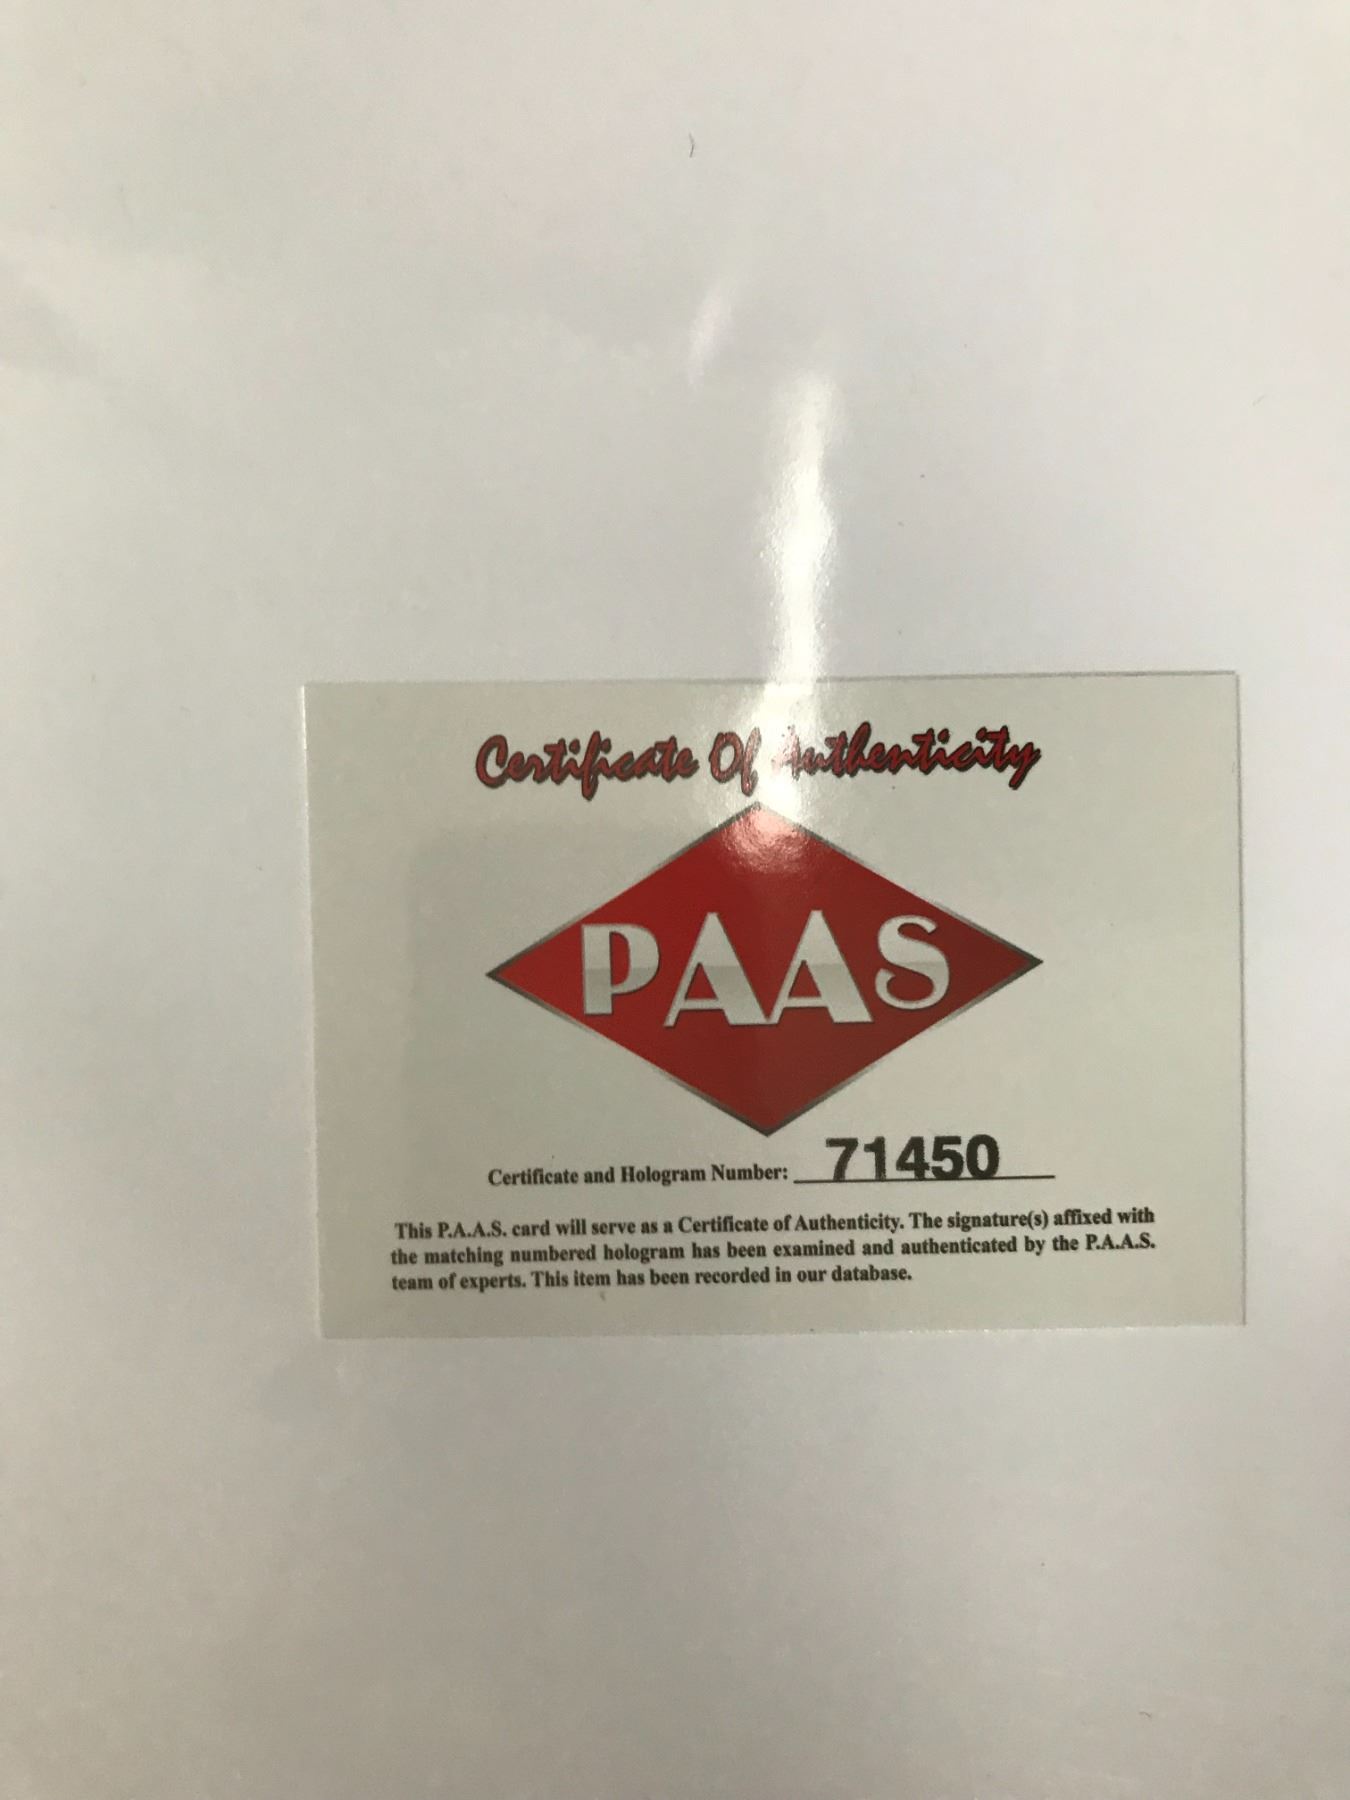 Certificate Of Authenticity
PAAS
Certificate and Hologram Number: 71450
This P.A.A.S. card will serve as a Certificate of Authenticity. The signature(s) affixed with
the matching numbered hologram has been examined and authenticated by the P.A.A.S.
team of experts. This item has been recorded in our database.